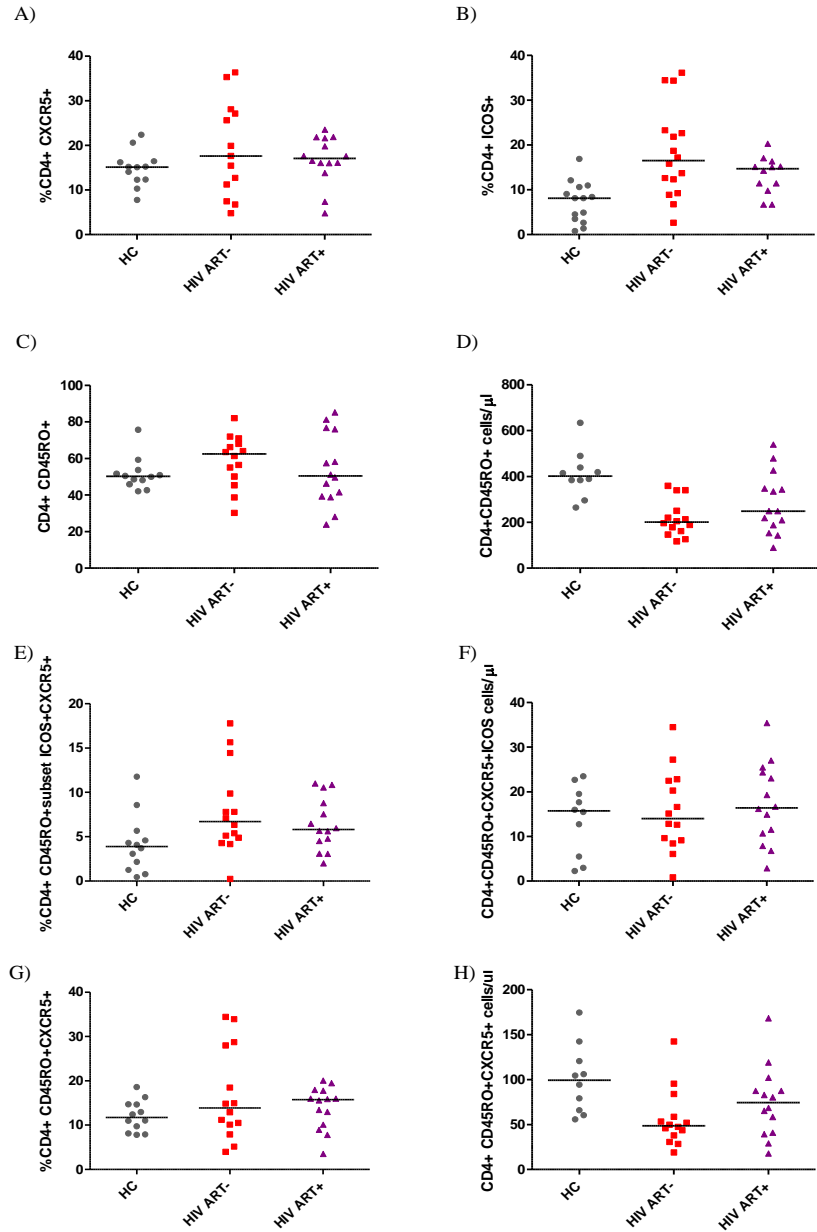 A)
%CD4+ CXCR5+
40
30
20
10
0
HC
HIV ART-
HIV ART+
B)
%CD4+ ICOS+
40
30
20
10
0
HC
HIV ART-
HIV ART+
C)
CD4+ CD45RO+
100
80
60
40
20
0
HC
HIV ART-
HIV ART+
D)
CD4+CD45RO+ cells/µl
800
600
400
200
0
HC
HIV ART-
HIV ART+
E)
%CD4+ CD45RO+subset ICOS+CXCR5+
20
15
10
5
0
HC
HIV ART-
HIV ART+
F)
CD4+CD45RO+CXCR5+ICOS cells/µl
40
30
20
10
0
HC
HIV ART-
HIV ART+
G)
%CD4+ CD45RO+CXCR5+
40
30
20
10
0
HC
HIV ART-
HIV ART+
H)
CD4+ CD45RO+CXCR5+ cells/ul
200
150
100
50
0
HC
HIV ART-
HIV ART+